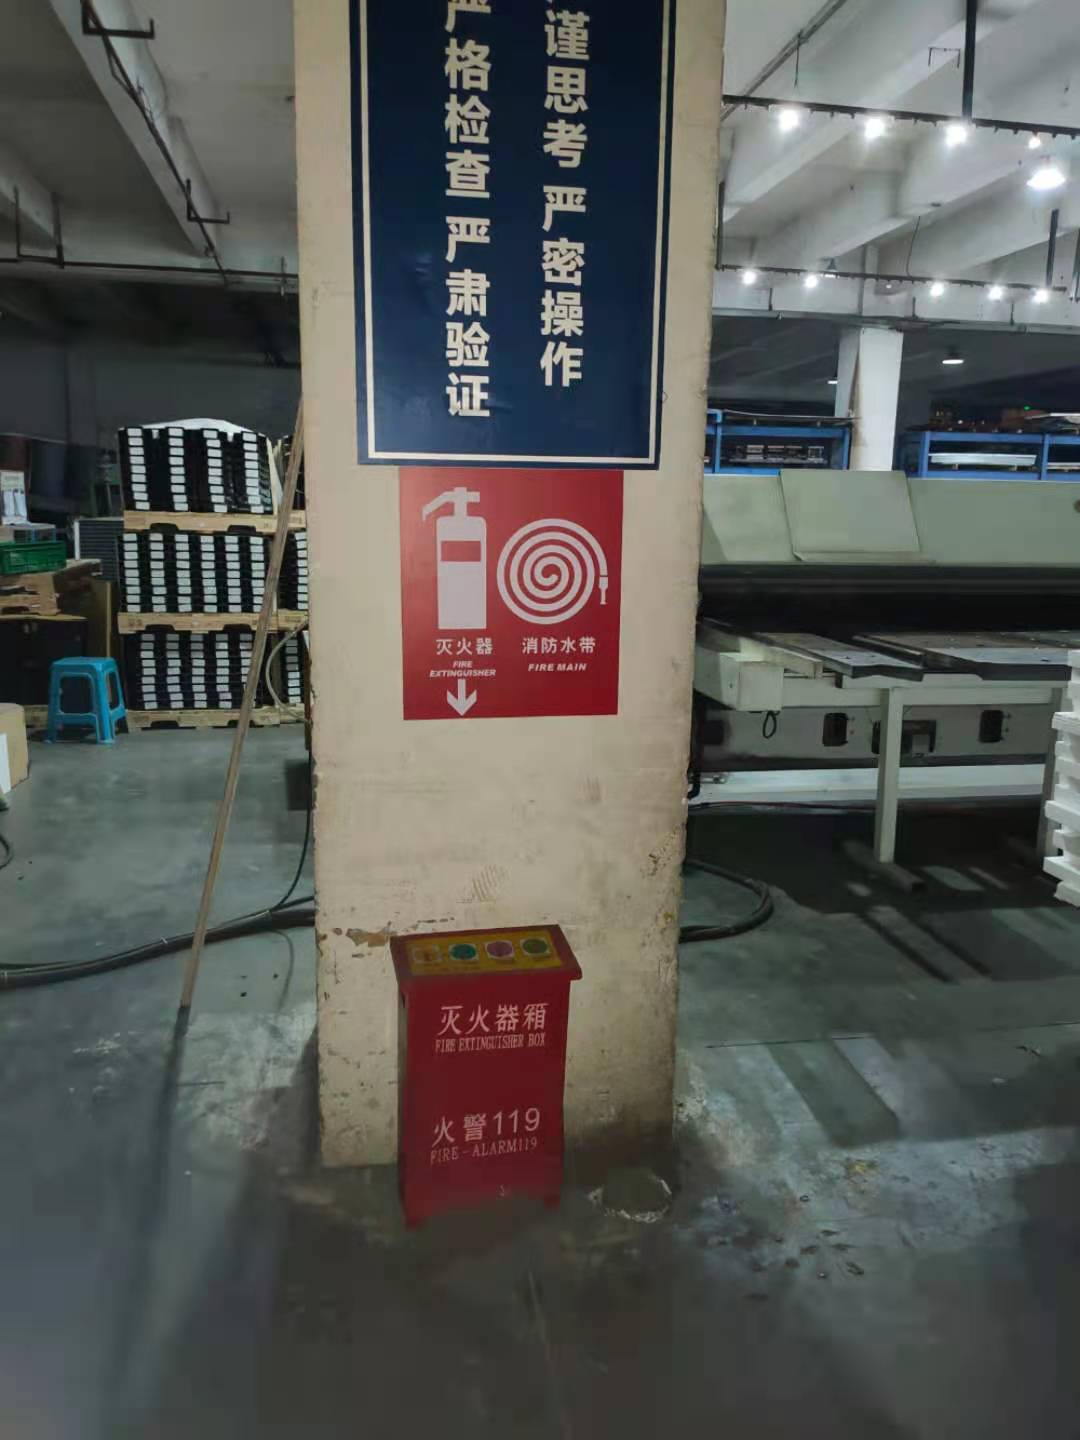 谨思考 严密操作
严格检查 严肃验证
灭火器
FIRE
EXTINGUISHER
消防水带
FIRE MAIN
灭火器箱
FIRE EXTINGUISHER BOX
火警119
FIRE-ALARM119